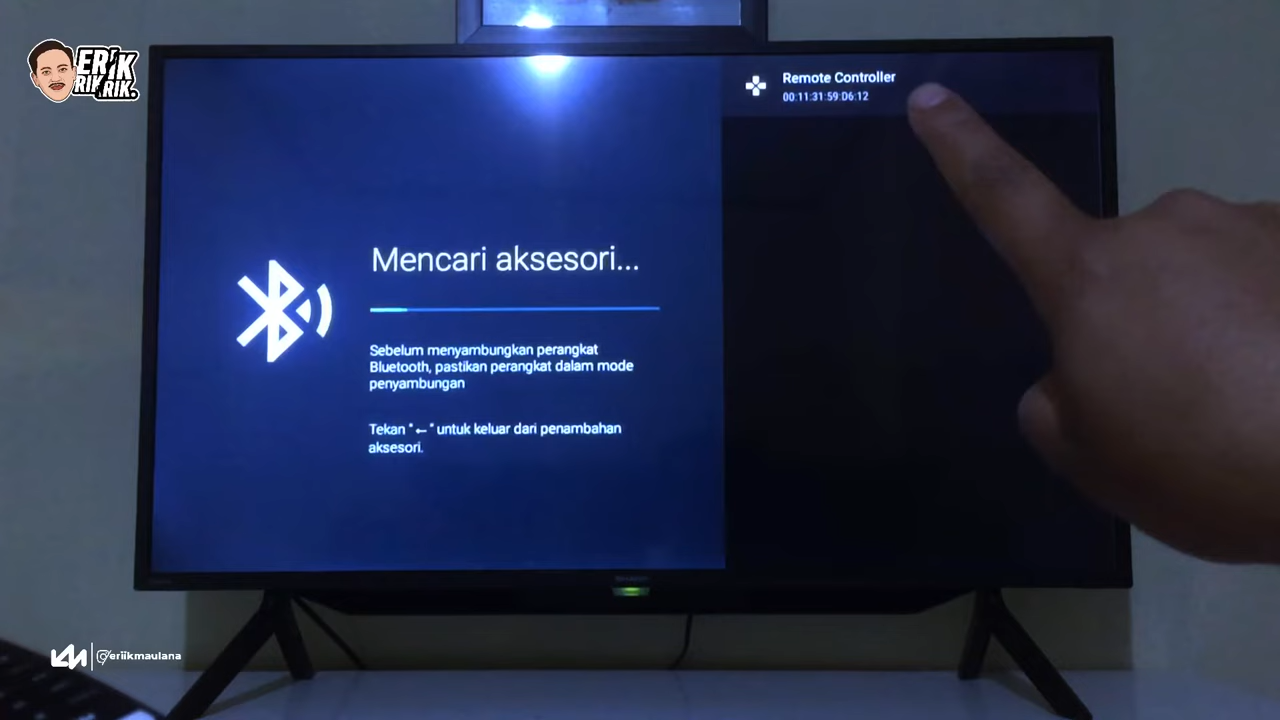 ERIK
RIK RIK.
Remote Controller
00:11:31:59:06:12
Mencari aksesori...
Sebelum menyambungkan perangkat
Bluetooth, pastikan perangkat dalam mode
penyambungan
Tekan "←" untuk keluar dari penambahan
aksesori.
@eriikmaulana